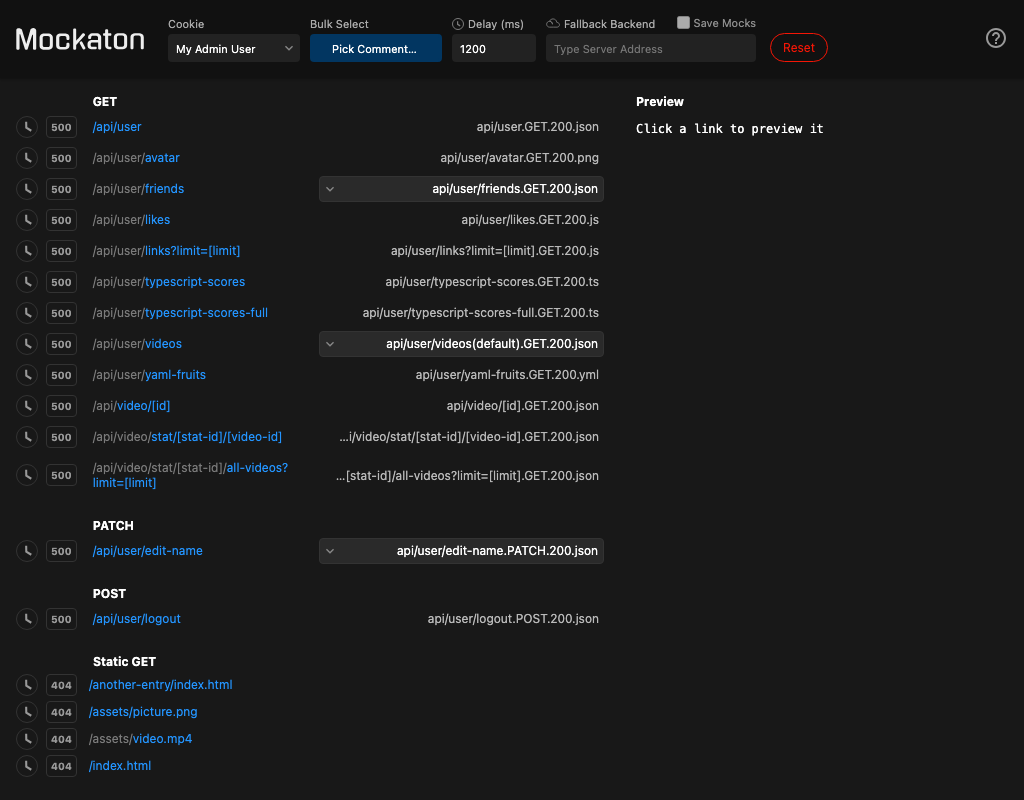 Mockaton
Cookie
My Admin User
Bulk Select
Pick Comment...
Delay (ms)
1200
Fallback Backend
Type Server Address
Save Mocks
Reset
?
GET
500 /api/user api/user.GET.200.json
500 /api/user/avatar api/user/avatar.GET.200.png
500 /api/user/friends api/user/friends.GET.200.json
500 /api/user/likes api/user/likes.GET.200.js
500 /api/user/links?limit=[limit] api/user/links?limit=[limit].GET.200.js
500 /api/user/typescript-scores api/user/typescript-scores.GET.200.ts
500 /api/user/typescript-scores-full api/user/typescript-scores-full.GET.200.ts
500 /api/user/videos api/user/videos(default).GET.200.json
500 /api/user/yaml-fruits api/user/yaml-fruits.GET.200.yml
500 /api/video/[id] api/video/[id].GET.200.json
500 /api/video/stat/[stat-id]/[video-id] ...i/video/stat/[stat-id]/[video-id].GET.200.json
500 /api/video/stat/[stat-id]/all-videos? ...[stat-id]/all-videos?limit=[limit].GET.200.json
limit=[limit]
PATCH
500 /api/user/edit-name api/user/edit-name.PATCH.200.json
POST
500 /api/user/logout api/user/logout.POST.200.json
Static GET
404 /another-entry/index.html
404 /assets/picture.png
404 /assets/video.mp4
404 /index.html
Preview
Click a link to preview it